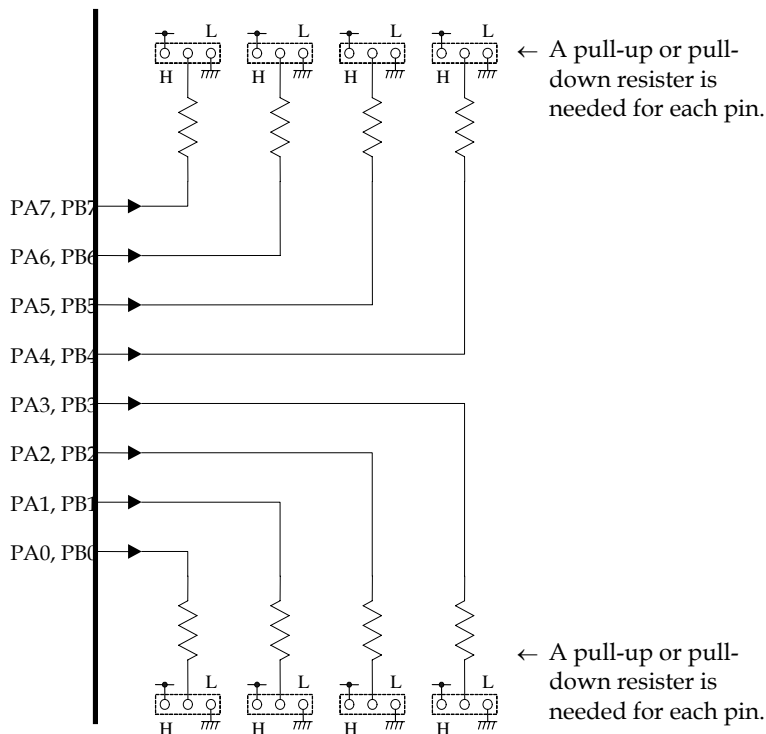 L L L L
H H H H
← A pull-up or pull-
down resister is
needed for each pin.
PA7, PB7
PA6, PB6
PA5, PB5
PA4, PB4
PA3, PB3
PA2, PB2
PA1, PB1
PA0, PB0
← A pull-up or pull-
down resister is
needed for each pin.
L L L L
H H H H